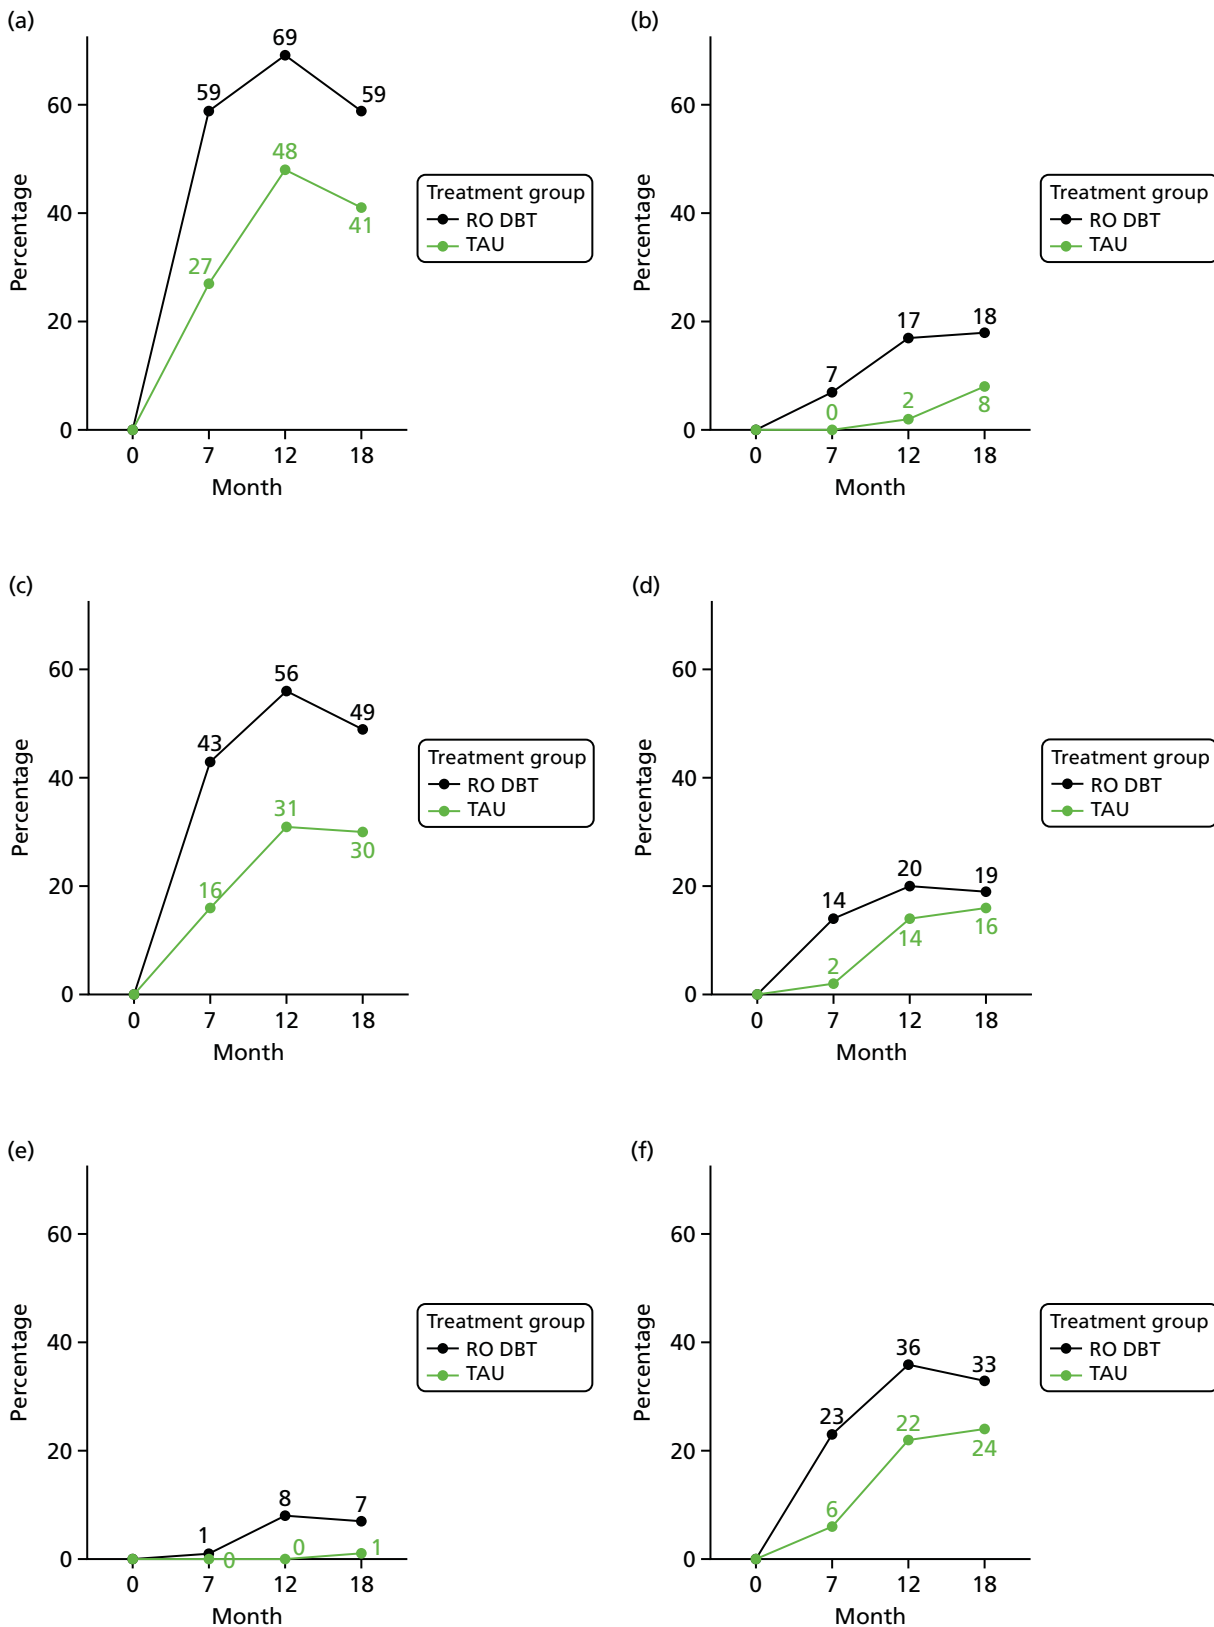 (a)
69
59
59
48
41
27
60
40
20
0
0 7 12 18
Month
Percentage
Treatment group
RO DBT
TAU
(b)
60
40
20
0
17
18
7
0
2
8
0 7 12 18
Month
Percentage
Treatment group
RO DBT
TAU
(c)
60
40
20
0
56
49
43
31
30
16
0 7 12 18
Month
Percentage
Treatment group
RO DBT
TAU
(d)
60
40
20
0
20
19
14
14
16
2
0 7 12 18
Month
Percentage
Treatment group
RO DBT
TAU
(e)
60
40
20
0
8
7
1
0
0
1
0 7 12 18
Month
Percentage
Treatment group
RO DBT
TAU
(f)
60
40
20
0
36
33
23
22
24
6
0 7 12 18
Month
Percentage
Treatment group
RO DBT
TAU